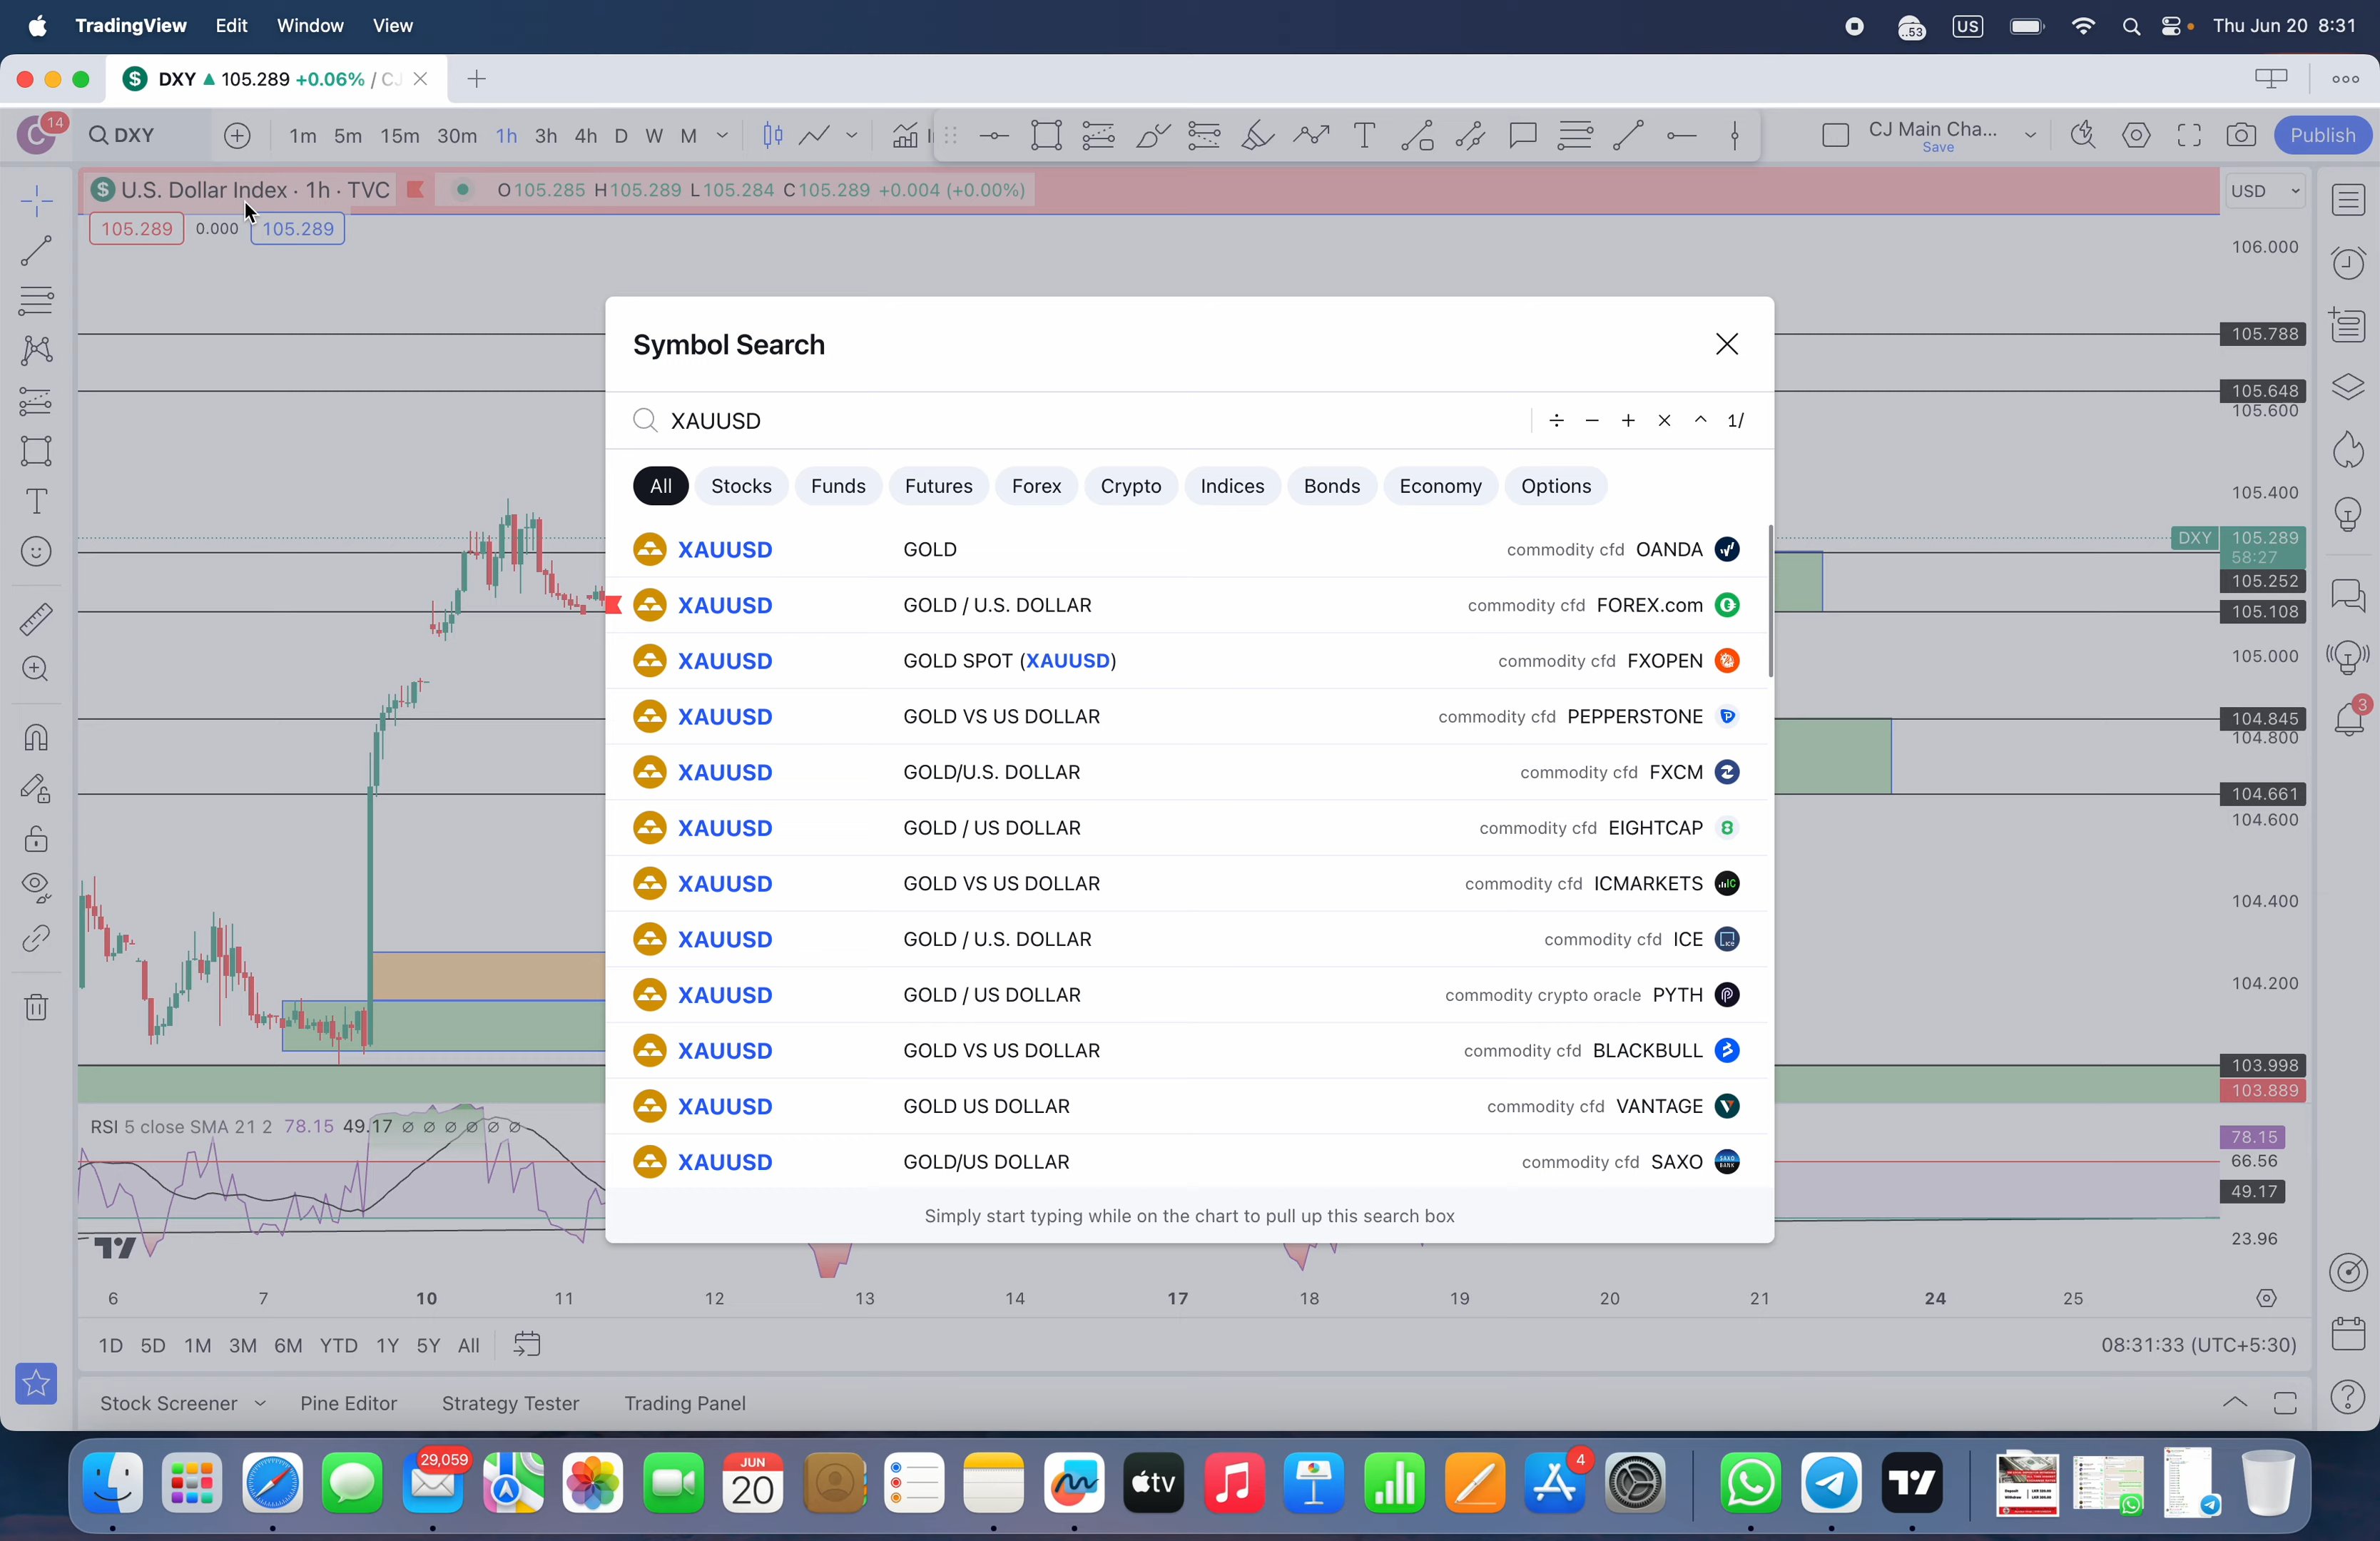 TradingView Edit Window View
..53 US Thu Jun 20 8:31
$ DXY ▲ 105.289 +0.06% / CJ
C 14 DXY 1m 5m 15m 30m 1h 3h 4h D W M T CJ Main Cha... Save Publish
$ U.S. Dollar Index · 1h · TVC O105.285 H105.289 L105.284 C105.289 +0.004 (+0.00%) USD
105.289 0.000 105.289
106.000
105.788
105.648
105.600
105.400
DXY 105.289
58:27
105.252
105.108
105.000
104.845
104.800
104.661
104.600
104.400
104.200
103.998
103.889
3
Symbol Search
XAUUSD ÷ − + × ^ 1/
All Stocks Funds Futures Forex Crypto Indices Bonds Economy Options
XAUUSD GOLD commodity cfd OANDA
XAUUSD GOLD / U.S. DOLLAR commodity cfd FOREX.com
XAUUSD GOLD SPOT (XAUUSD) commodity cfd FXOPEN
XAUUSD GOLD VS US DOLLAR commodity cfd PEPPERSTONE
XAUUSD GOLD/U.S. DOLLAR commodity cfd FXCM
XAUUSD GOLD / US DOLLAR commodity cfd EIGHTCAP
XAUUSD GOLD VS US DOLLAR commodity cfd ICMARKETS
XAUUSD GOLD / U.S. DOLLAR commodity cfd ICE
XAUUSD GOLD / US DOLLAR commodity crypto oracle PYTH
XAUUSD GOLD VS US DOLLAR commodity cfd BLACKBULL
XAUUSD GOLD US DOLLAR commodity cfd VANTAGE
XAUUSD GOLD/US DOLLAR commodity cfd SAXO
Simply start typing while on the chart to pull up this search box
RSI 5 close SMA 21 2 78.15 49.17 ∅ ∅ ∅ ∅ ∅ ∅
78.15
66.56
49.17
23.96
6 7 10 11 12 13 14 17 18 19 20 21 24 25
1D 5D 1M 3M 6M YTD 1Y 5Y All 08:31:33 (UTC+5:30)
Stock Screener Pine Editor Strategy Tester Trading Panel
29,059 JUN 20 tv 4